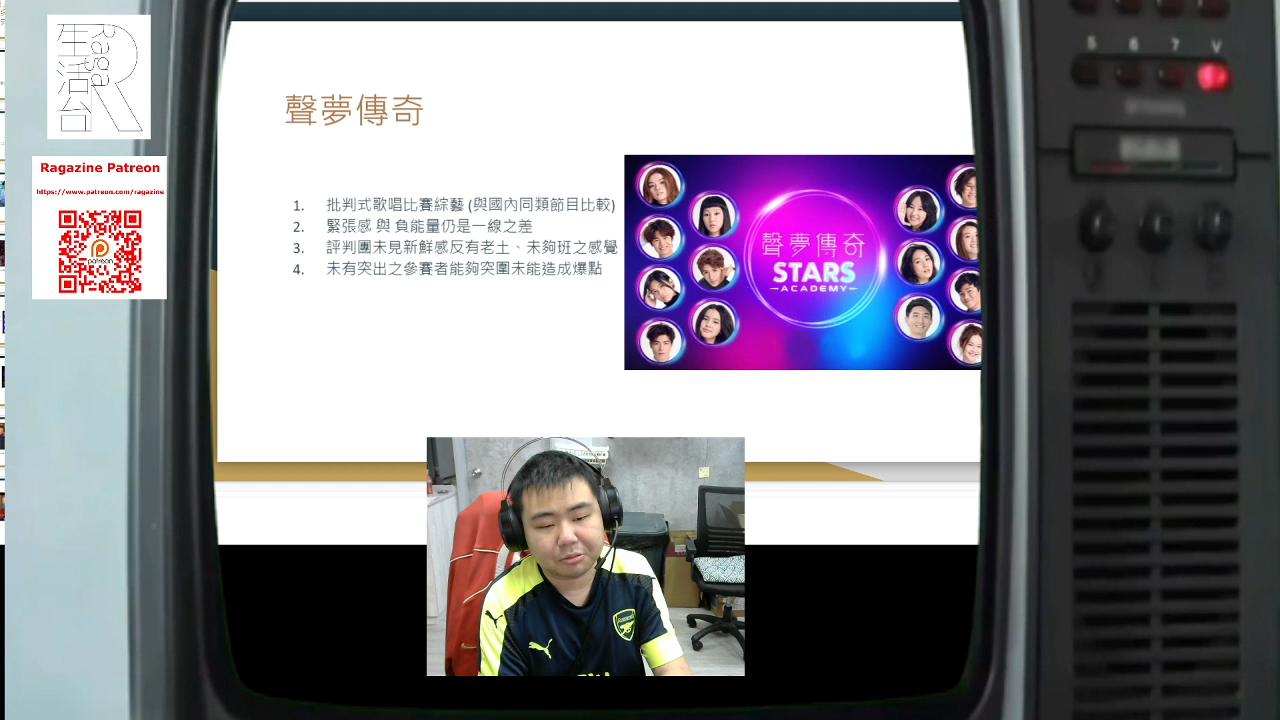 生活台
Ragazine
Ragazine Patreon
https://www.patreon.com/ragazine
patreon
聲夢傳奇
1. 批判式歌唱比賽綜藝 (與國內同類節目比較)
2. 緊張感 與 負能量仍是一線之差
3. 評判團未見新鮮感反有老土、未夠班之感覺
4. 未有突出之參賽者能夠突圍未能造成爆點
聲夢傳奇
STARS
ACADEMY
5 6 7 V
Arsenal